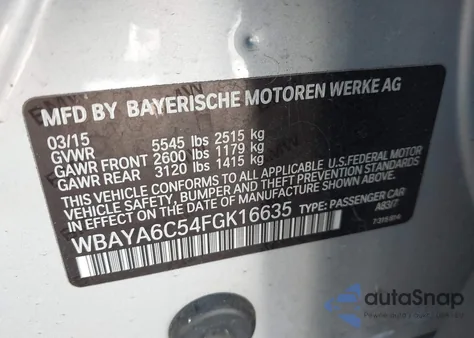 MFD BY BAYERISCHE MOTOREN WERKE AG
03/15
GVWR 5545 lbs 2515 kg
GAWR FRONT 2600 lbs 1179 kg
GAWR REAR 3120 lbs 1415 kg
THIS VEHICLE CONFORMS TO ALL APPLICABLE U.S. FEDERAL MOTOR
VEHICLE SAFETY, BUMPER AND THEFT PREVENTION STANDARDS
IN EFFECT ON THE DATE OF MANUFACTURE SHOWN ABOVE.
WBAYA6C54FGK16635 TYPE: PASSENGER CAR
A83/7
autoSnap